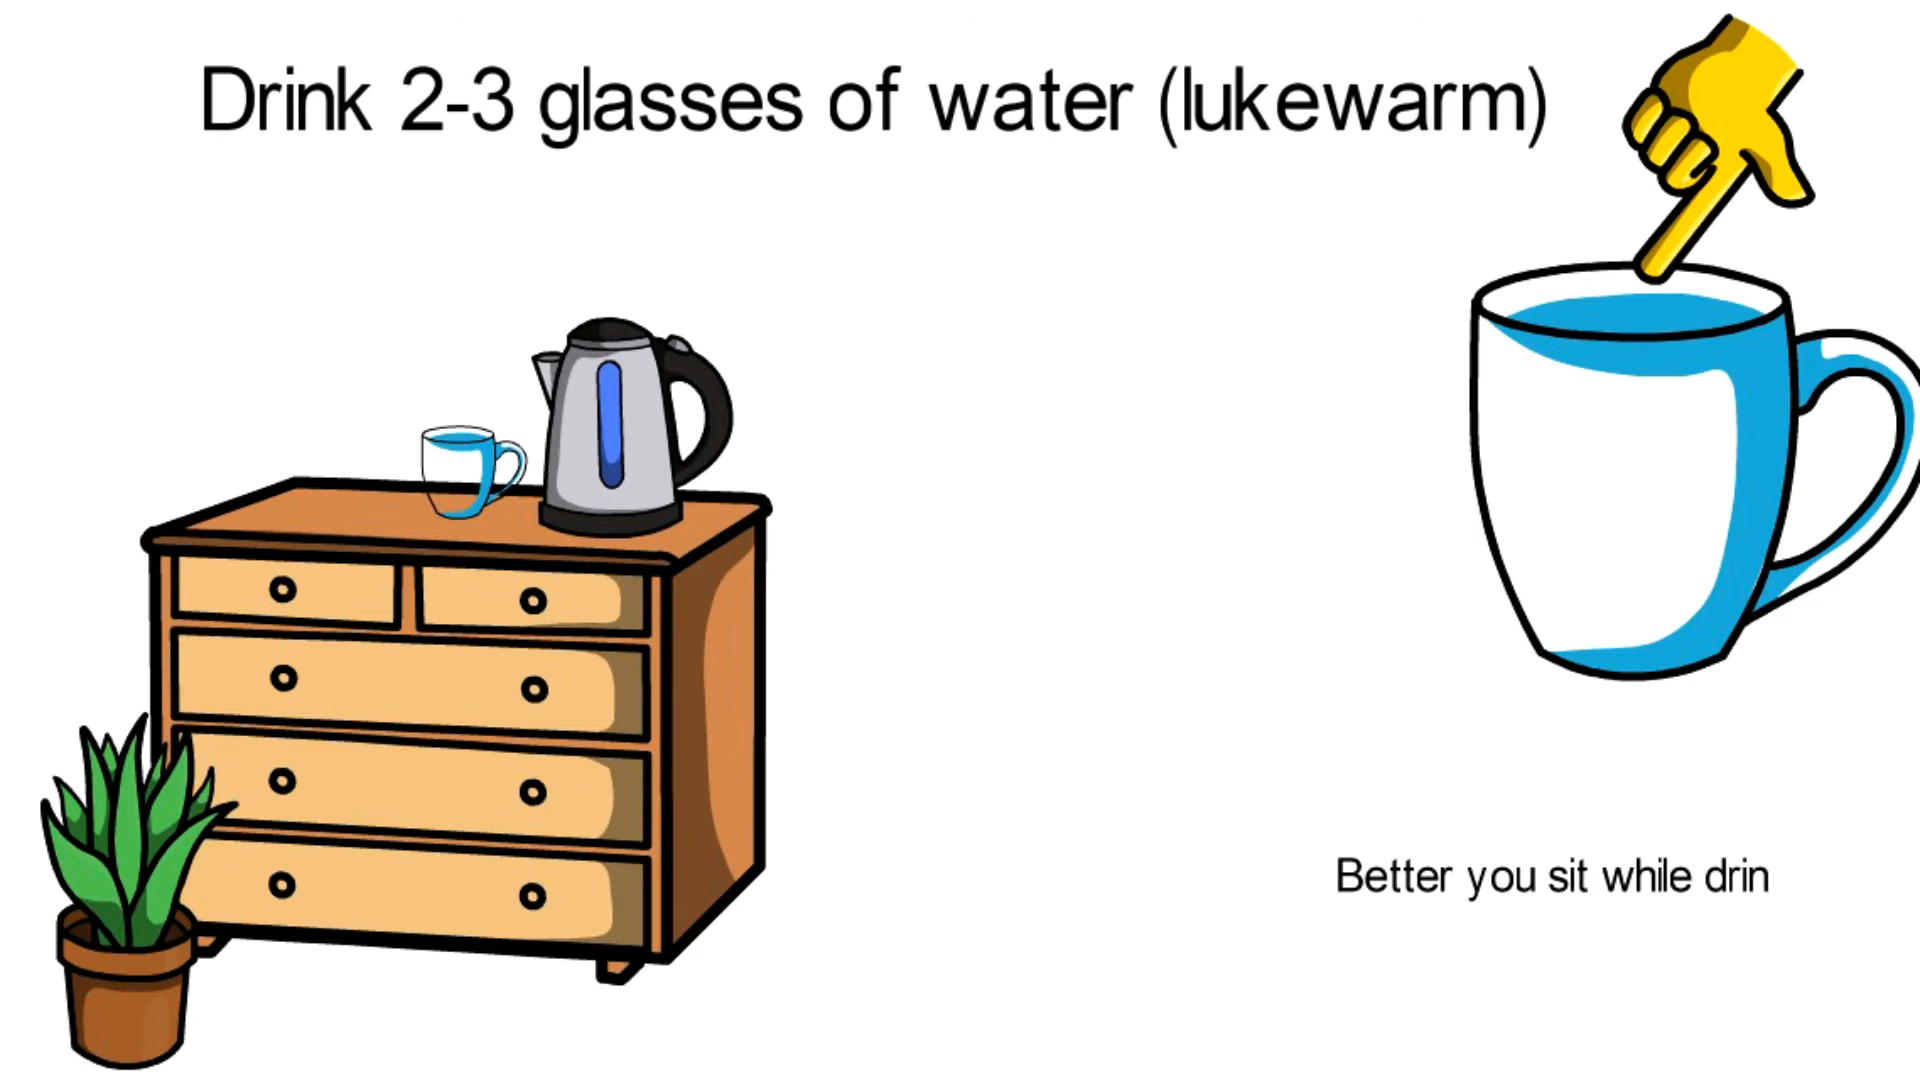 Drink 2-3 glasses of water (lukewarm)
Better you sit while drin